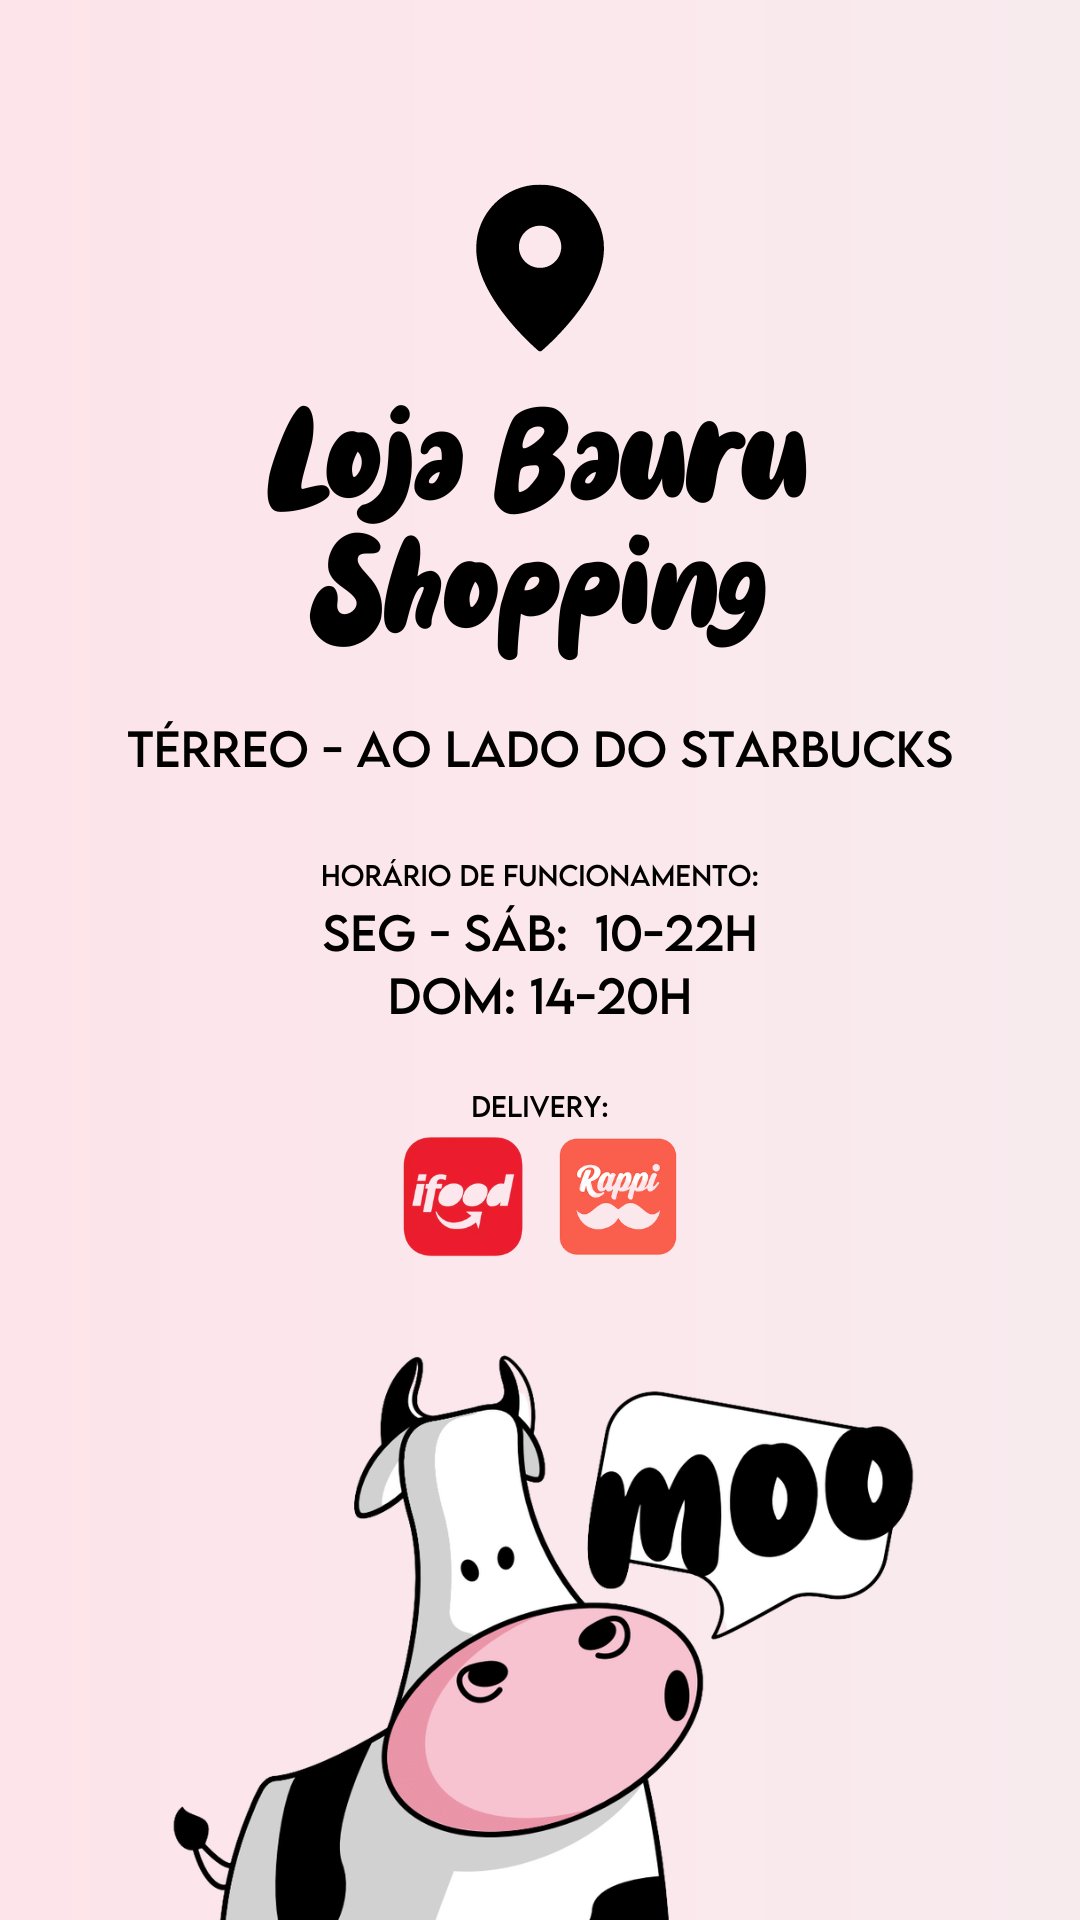 Loja Bauru
Shopping
TÉRREO - AO LADO DO STARBUCKS
HORÁRIO DE FUNCIONAMENTO:
SEG - SÁB: 10-22H
DOM: 14-20H
DELIVERY:
ifood
Rappi
moo